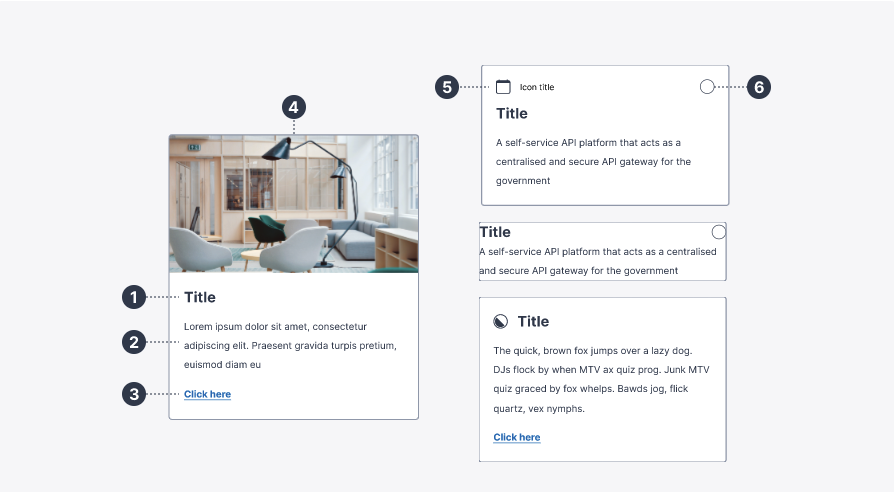 4
1
Title
2
Lorem ipsum dolor sit amet, consectetur
adipiscing elit. Praesent gravida turpis pretium,
euismod diam eu
3
Click here
5
Icon title
6
Title
A self-service API platform that acts as a
centralised and secure API gateway for the
government
Title
A self-service API platform that acts as a centralised
and secure API gateway for the government
Title
The quick, brown fox jumps over a lazy dog.
DJs flock by when MTV ax quiz prog. Junk MTV
quiz graced by fox whelps. Bawds jog, flick
quartz, vex nymphs.
Click here